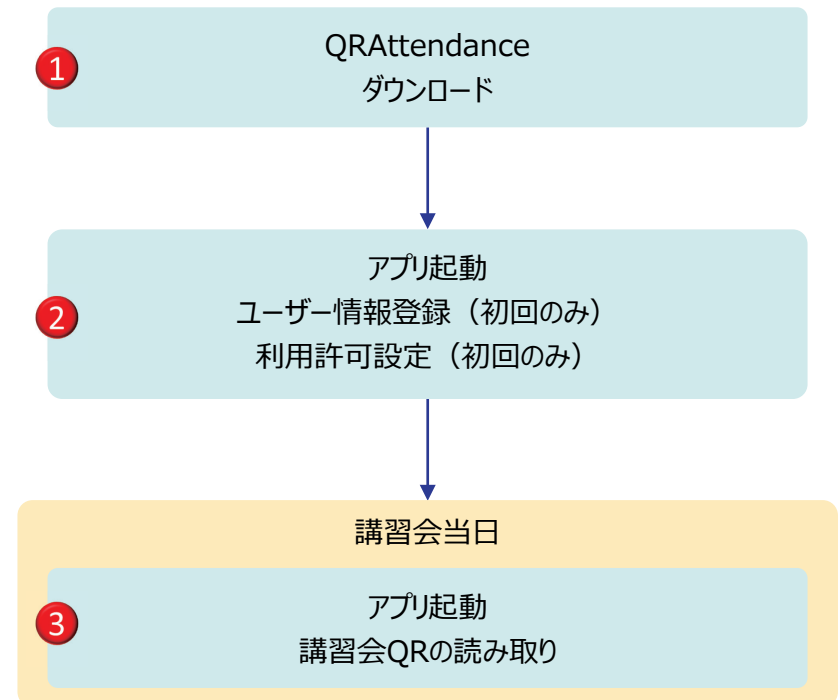 1
QRAttendance
ダウンロード
2
アプリ起動
ユーザー情報登録（初回のみ）
利用許可設定（初回のみ）
講習会当日
3
アプリ起動
講習会QRの読み取り